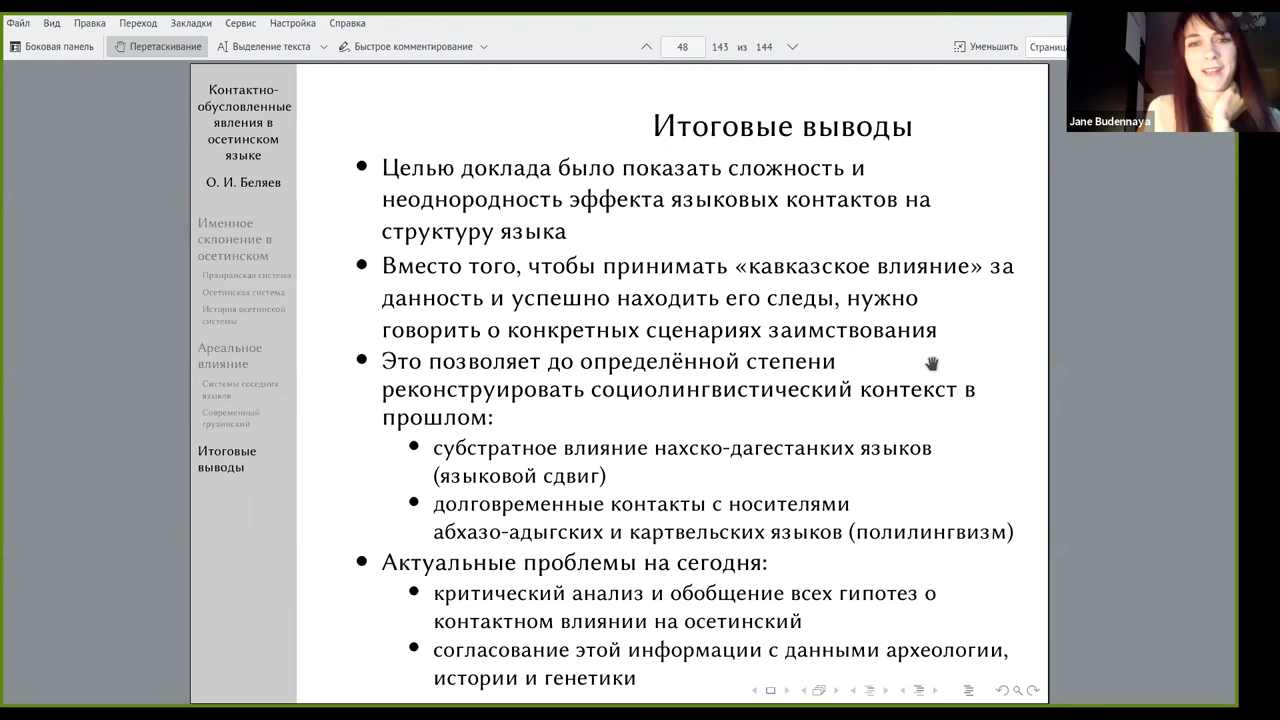 Файл Вид Правка Переход Закладки Сервис Настройка Справка
Боковая панель Перетаскивание Выделение текста Быстрое комментирование 48 143 из 144 Уменьшить Страница
Jane Budennaya
Контактно-
обусловленные
явления в
осетинском
языке
О. И. Беляев
Именное
склонение в
осетинском
Праиранская система
Осетинская система
История осетинской
системы
Ареальное
влияние
Системы соседних
языков
Современный
грузинский
Итоговые
выводы
Итоговые выводы
• Целью доклада было показать сложность и
неоднородность эффекта языковых контактов на
структуру языка
• Вместо того, чтобы принимать «кавказское влияние» за
данность и успешно находить его следы, нужно
говорить о конкретных сценариях заимствования
• Это позволяет до определённой степени
реконструировать социолингвистический контекст в
прошлом:
• субстратное влияние нахско-дагестанких языков
(языковой сдвиг)
• долговременные контакты с носителями
абхазо-адыгских и картвельских языков (полилингвизм)
• Актуальные проблемы на сегодня:
• критический анализ и обобщение всех гипотез о
контактном влиянии на осетинский
• согласование этой информации с данными археологии,
истории и генетики